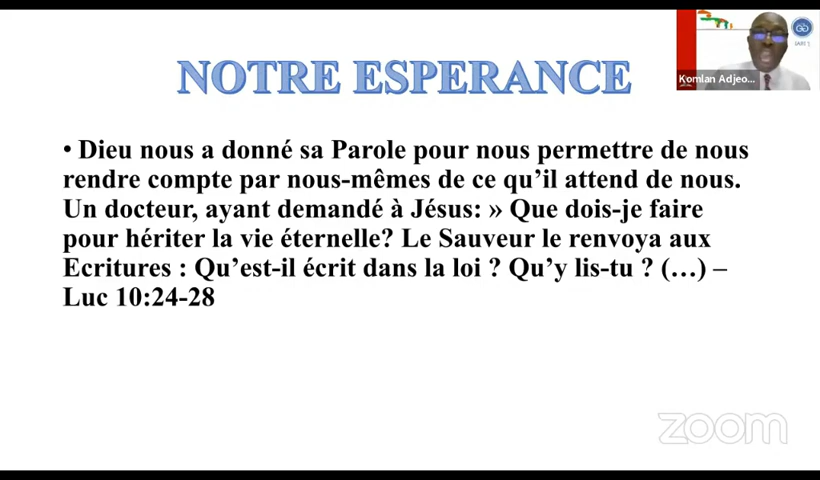 NOTRE ESPERANCE
Komlan Adjeo...
• Dieu nous a donné sa Parole pour nous permettre de nous
rendre compte par nous-mêmes de ce qu’il attend de nous.
Un docteur, ayant demandé à Jésus: » Que dois-je faire
pour hériter la vie éternelle? Le Sauveur le renvoya aux
Ecritures : Qu’est-il écrit dans la loi ? Qu’y lis-tu ? (…) –
Luc 10:24-28
zoom